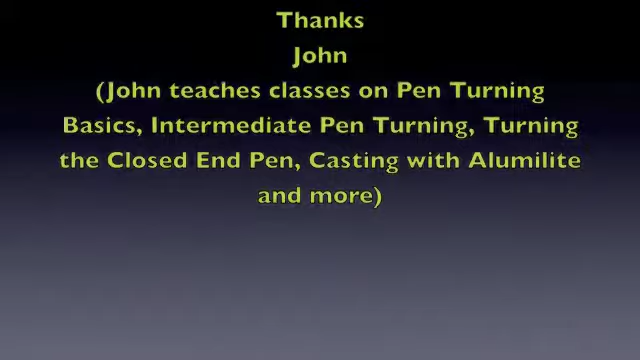 Thanks
John
(John teaches classes on Pen Turning
Basics, Intermediate Pen Turning, Turning
the Closed End Pen, Casting with Alumilite
and more)